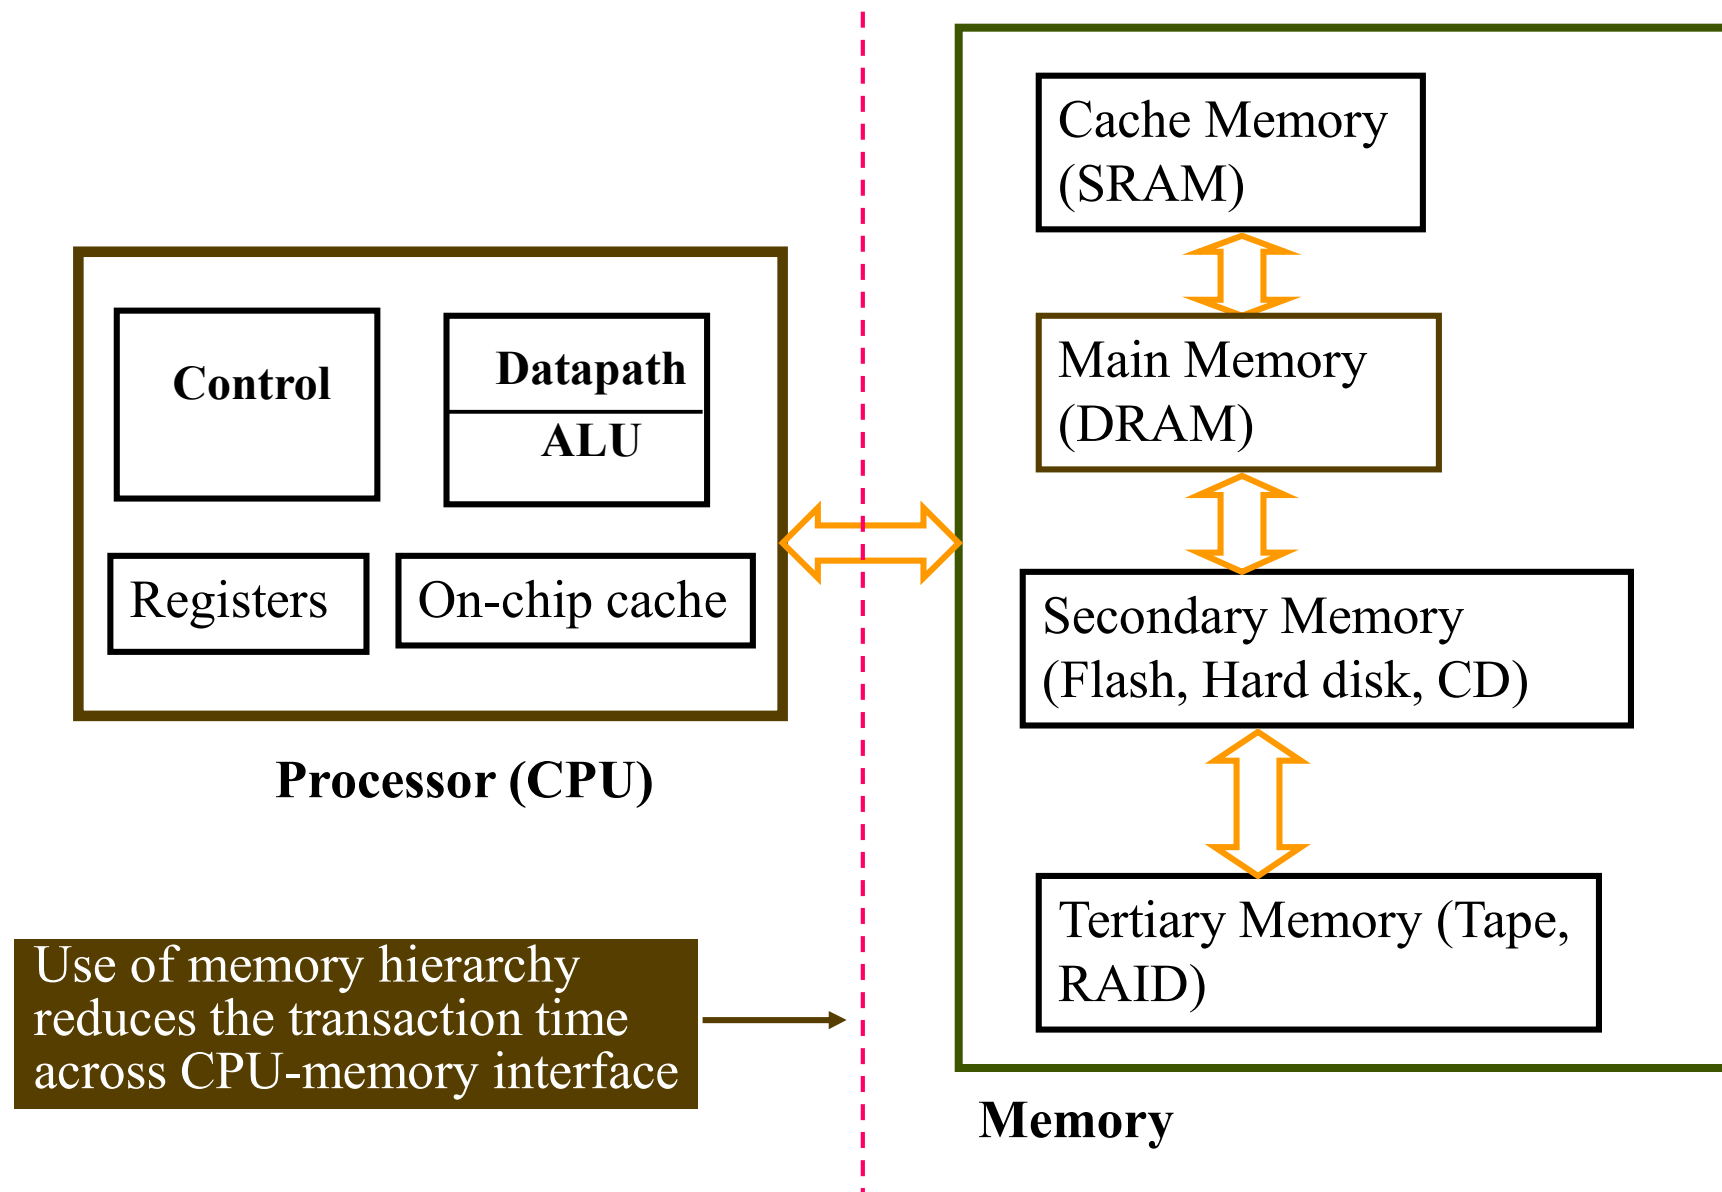 Control
Datapath
ALU
Registers
On-chip cache
Processor (CPU)
Use of memory hierarchy
reduces the transaction time
across CPU-memory interface
Cache Memory
(SRAM)
Main Memory
(DRAM)
Secondary Memory
(Flash, Hard disk, CD)
Tertiary Memory (Tape,
RAID)
Memory